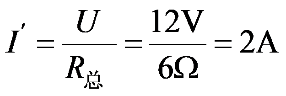 I' = U/R总 = 12V/6Ω = 2A